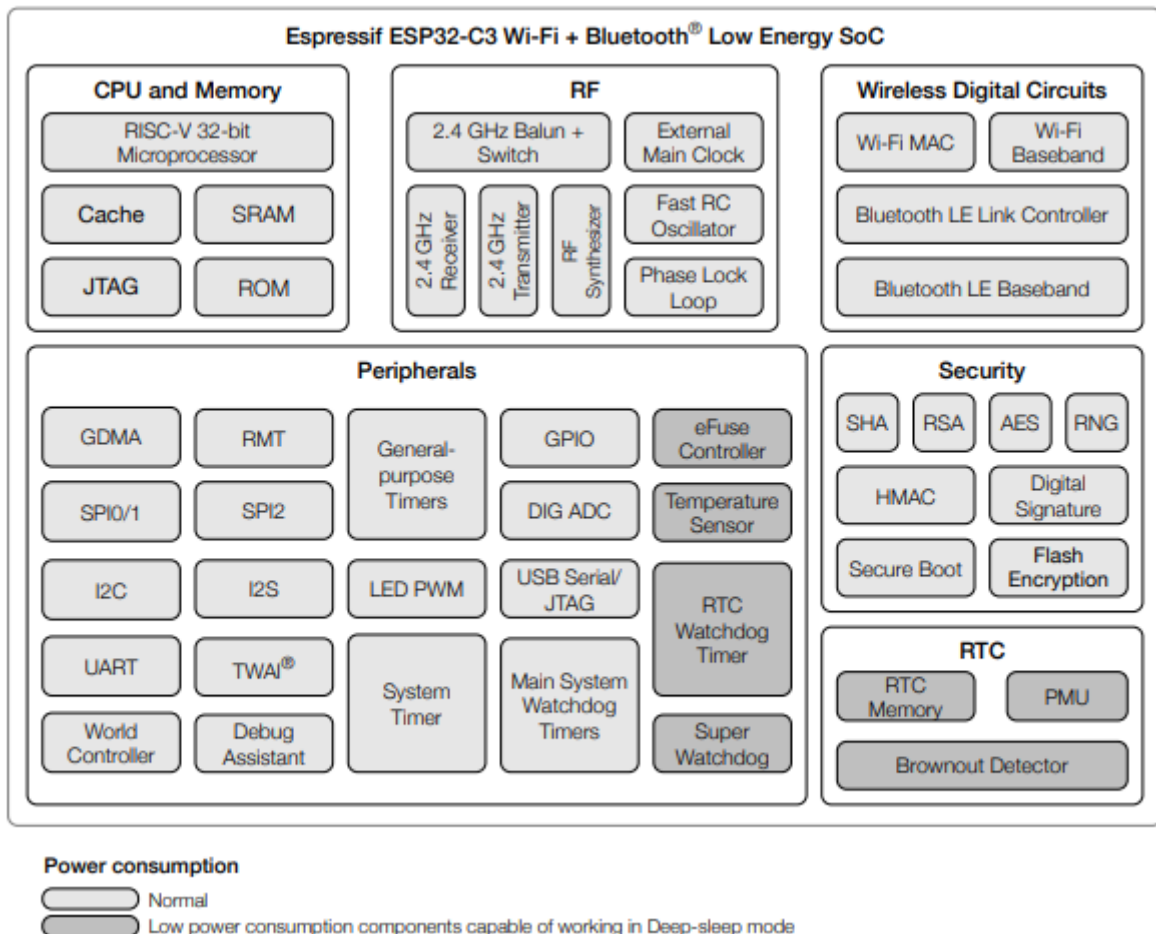 Espressif ESP32-C3 Wi-Fi + Bluetooth® Low Energy SoC
CPU and Memory
RISC-V 32-bit
Microprocessor
Cache
SRAM
JTAG
ROM
RF
2.4 GHz Balun +
Switch
External
Main Clock
2.4 GHz
Receiver
2.4 GHz
Transmitter
RF
Synthesizer
Fast RC
Oscillator
Phase Lock
Loop
Wireless Digital Circuits
Wi-Fi MAC
Wi-Fi
Baseband
Bluetooth LE Link Controller
Bluetooth LE Baseband
Peripherals
GDMA
RMT
General-
purpose
Timers
GPIO
eFuse
Controller
SPI0/1
SPI2
DIG ADC
Temperature
Sensor
I2C
I2S
LED PWM
USB Serial/
JTAG
RTC
Watchdog
Timer
UART
TWAI®
System
Timer
Main System
Watchdog
Timers
World
Controller
Debug
Assistant
Super
Watchdog
Security
SHA
RSA
AES
RNG
HMAC
Digital
Signature
Secure Boot
Flash
Encryption
RTC
RTC
Memory
PMU
Brownout Detector
Power consumption
Normal
Low power consumption components capable of working in Deep-sleep mode